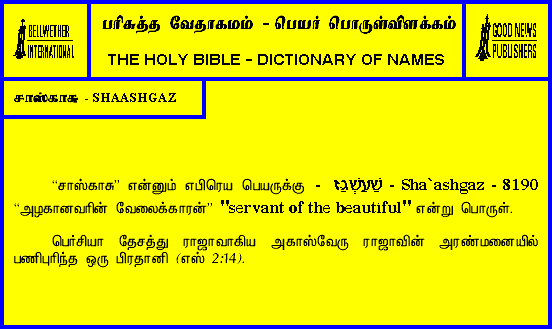 BELLWETHER
INTERNATIONAL
பரிசுத்த வேதாகமம் - பெயர் பொருள்விளக்கம்
THE HOLY BIBLE - DICTIONARY OF NAMES
GOOD NEWS
PUBLISHERS
சாஸ்காசு - SHAASHGAZ
“சாஸ்காசு” என்னும் எபிரெய பெயருக்கு - שַׁעַשְׁגַז - Sha`ashgaz - 8190
“அழகானவரின் வேலைக்காரன்” "servant of the beautiful" என்று பொருள்.
பெர்சியா தேசத்து ராஜாவாகிய அகாஸ்வேரு ராஜாவின் அரண்மனையில்
பணிபுரிந்த ஒரு பிரதானி (எஸ் 2:14).